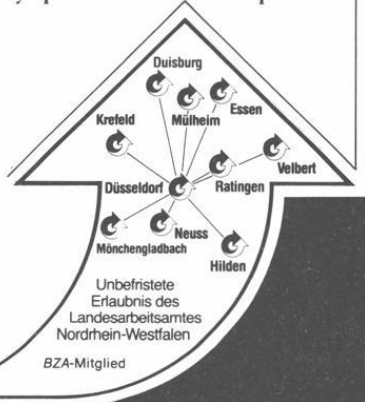 Duisburg
Essen
Mülheim
Krefeld
Velbert
Ratingen
Düsseldorf
Neuss
Mönchengladbach
Hilden
Unbefristete
Erlaubnis des
Landesarbeitsamtes
Nordrhein-Westfalen
BZA-Mitglied